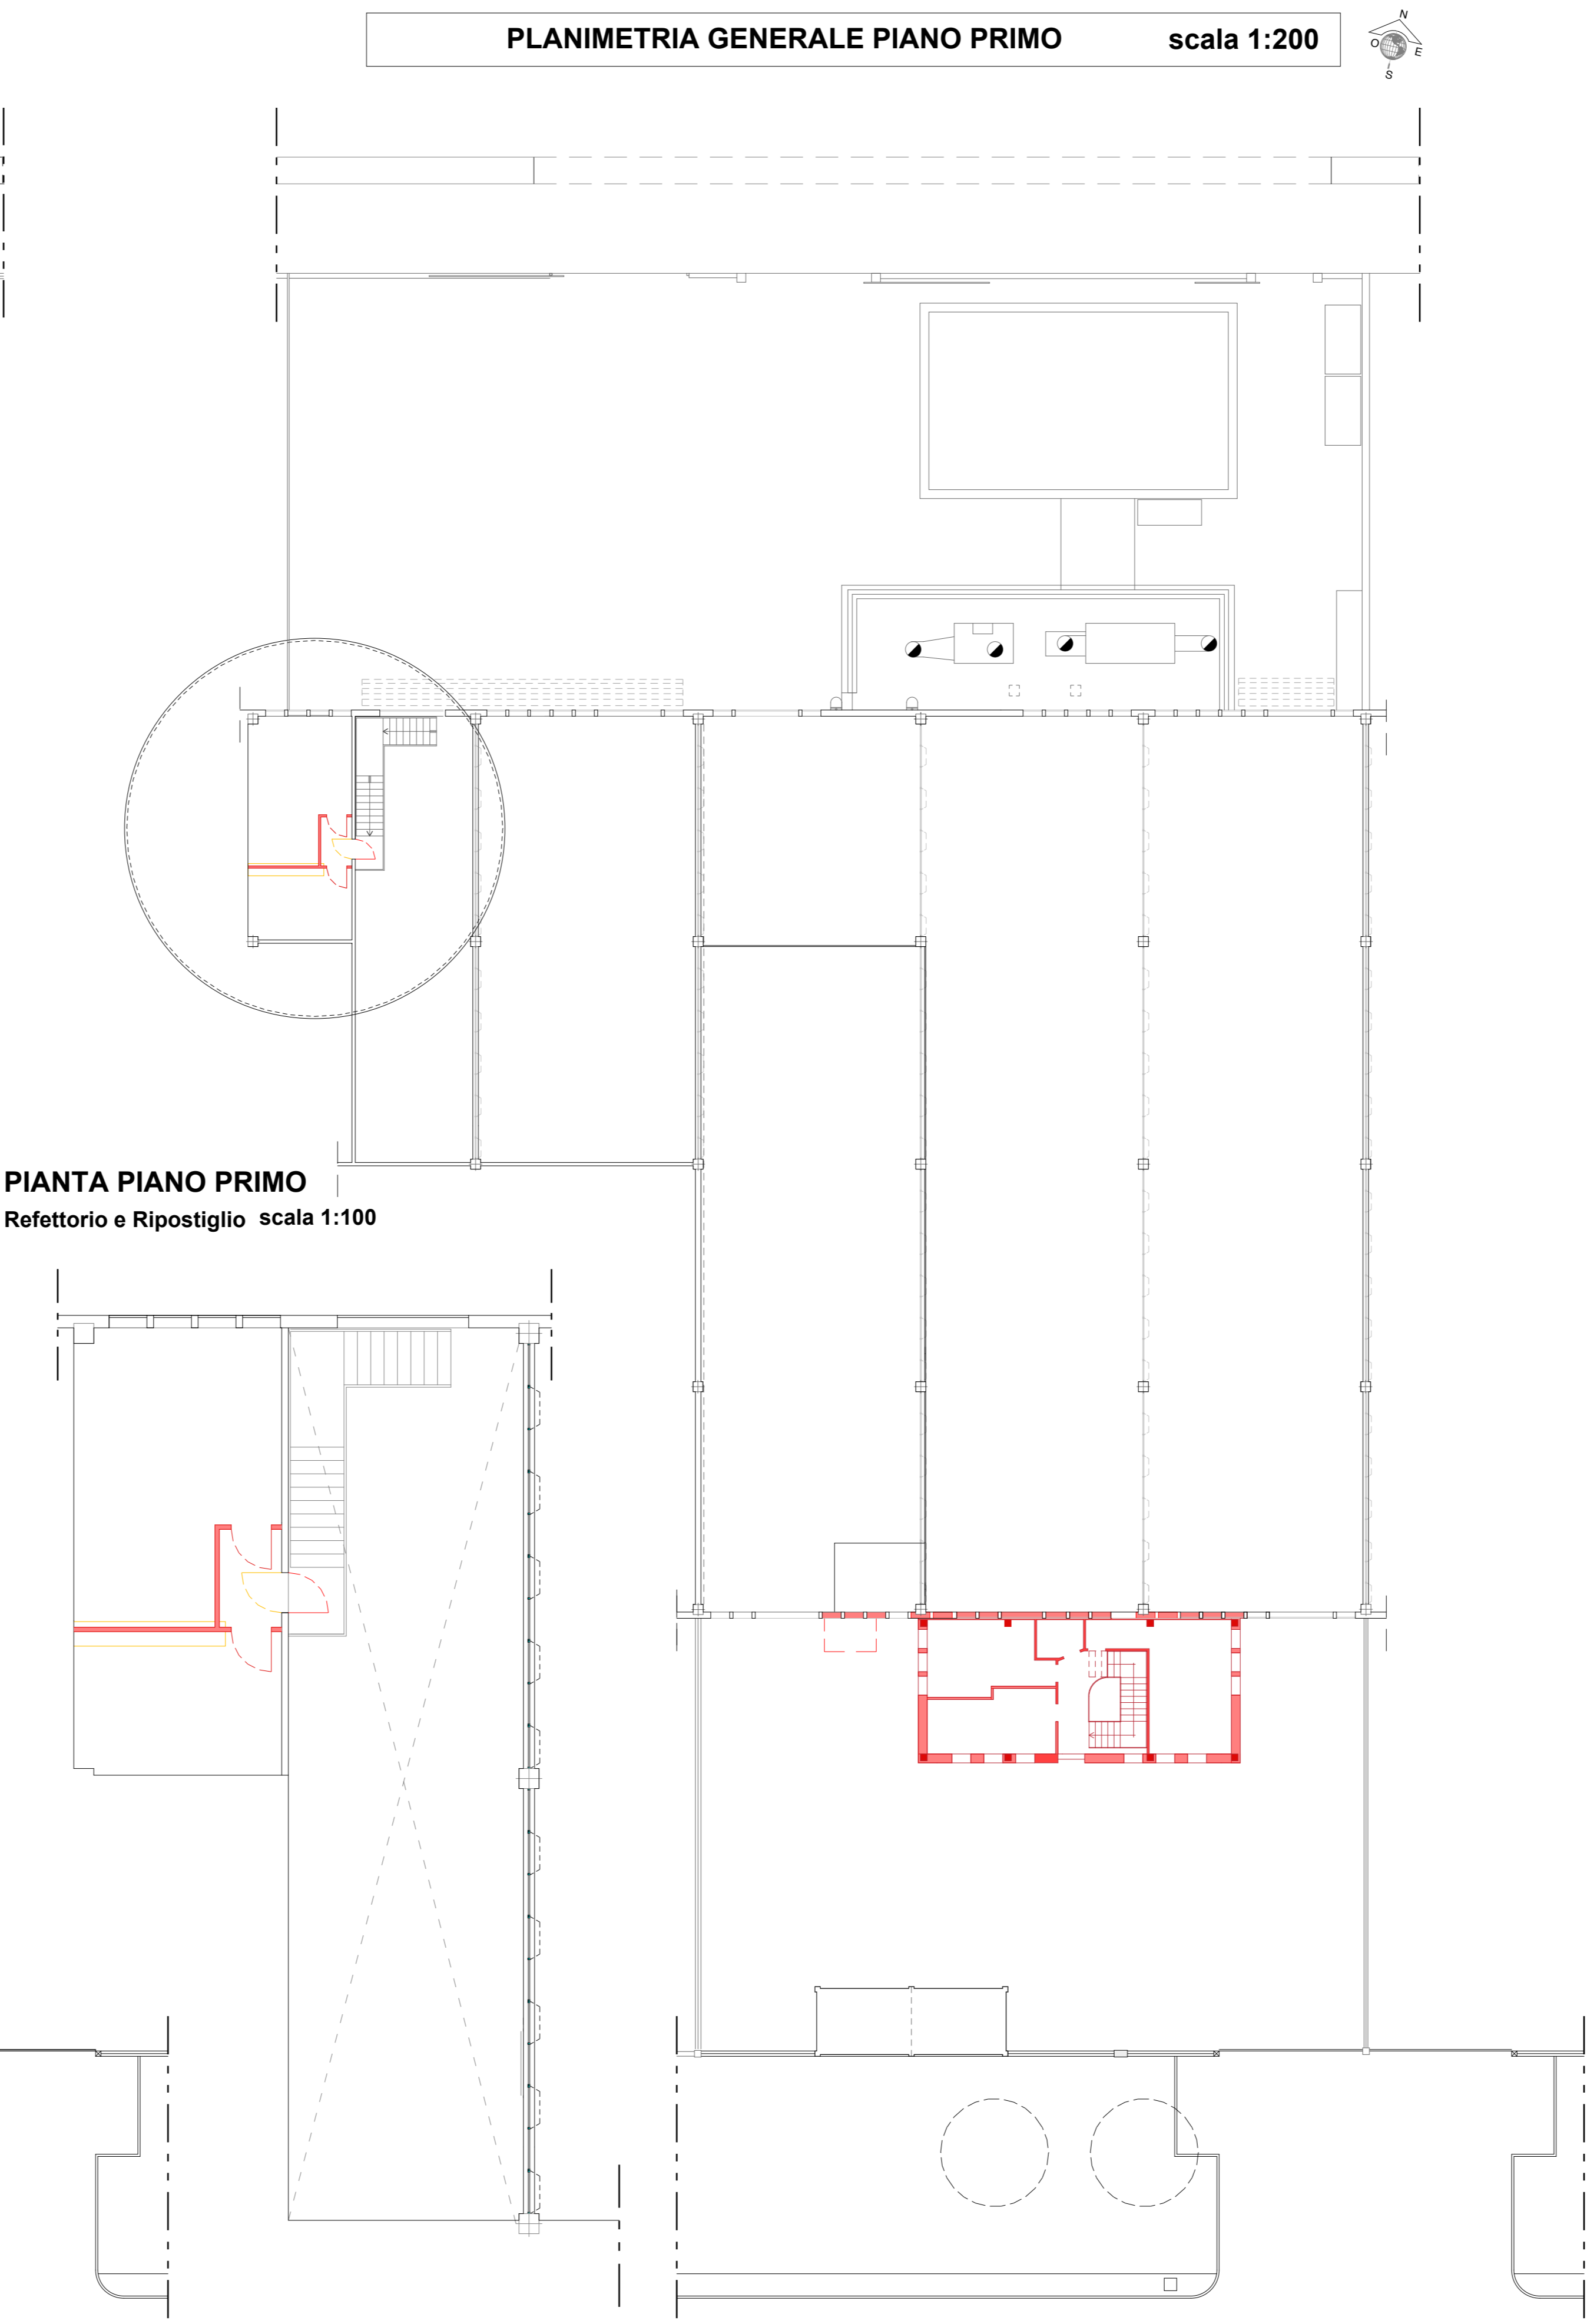 PLANIMETRIA GENERALE PIANO PRIMO scala 1:200
N
O
E
S
PIANTA PIANO PRIMO
Refettorio e Ripostiglio scala 1:100